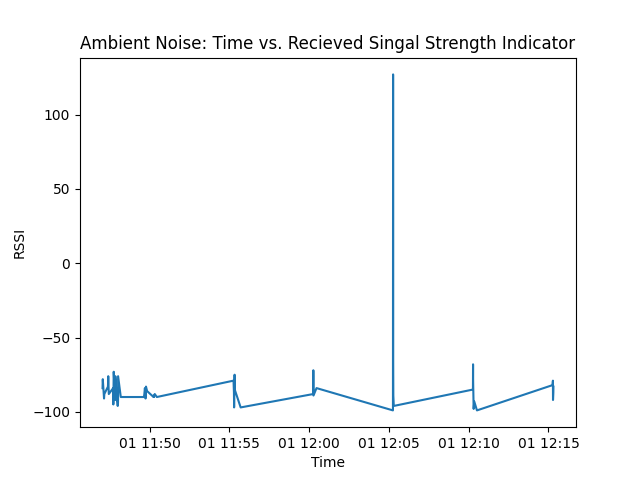 Ambient Noise: Time vs. Recieved Singal Strength Indicator
100
50
0
−50
−100
RSSI
01 11:50 01 11:55 01 12:00 01 12:05 01 12:10 01 12:15
Time